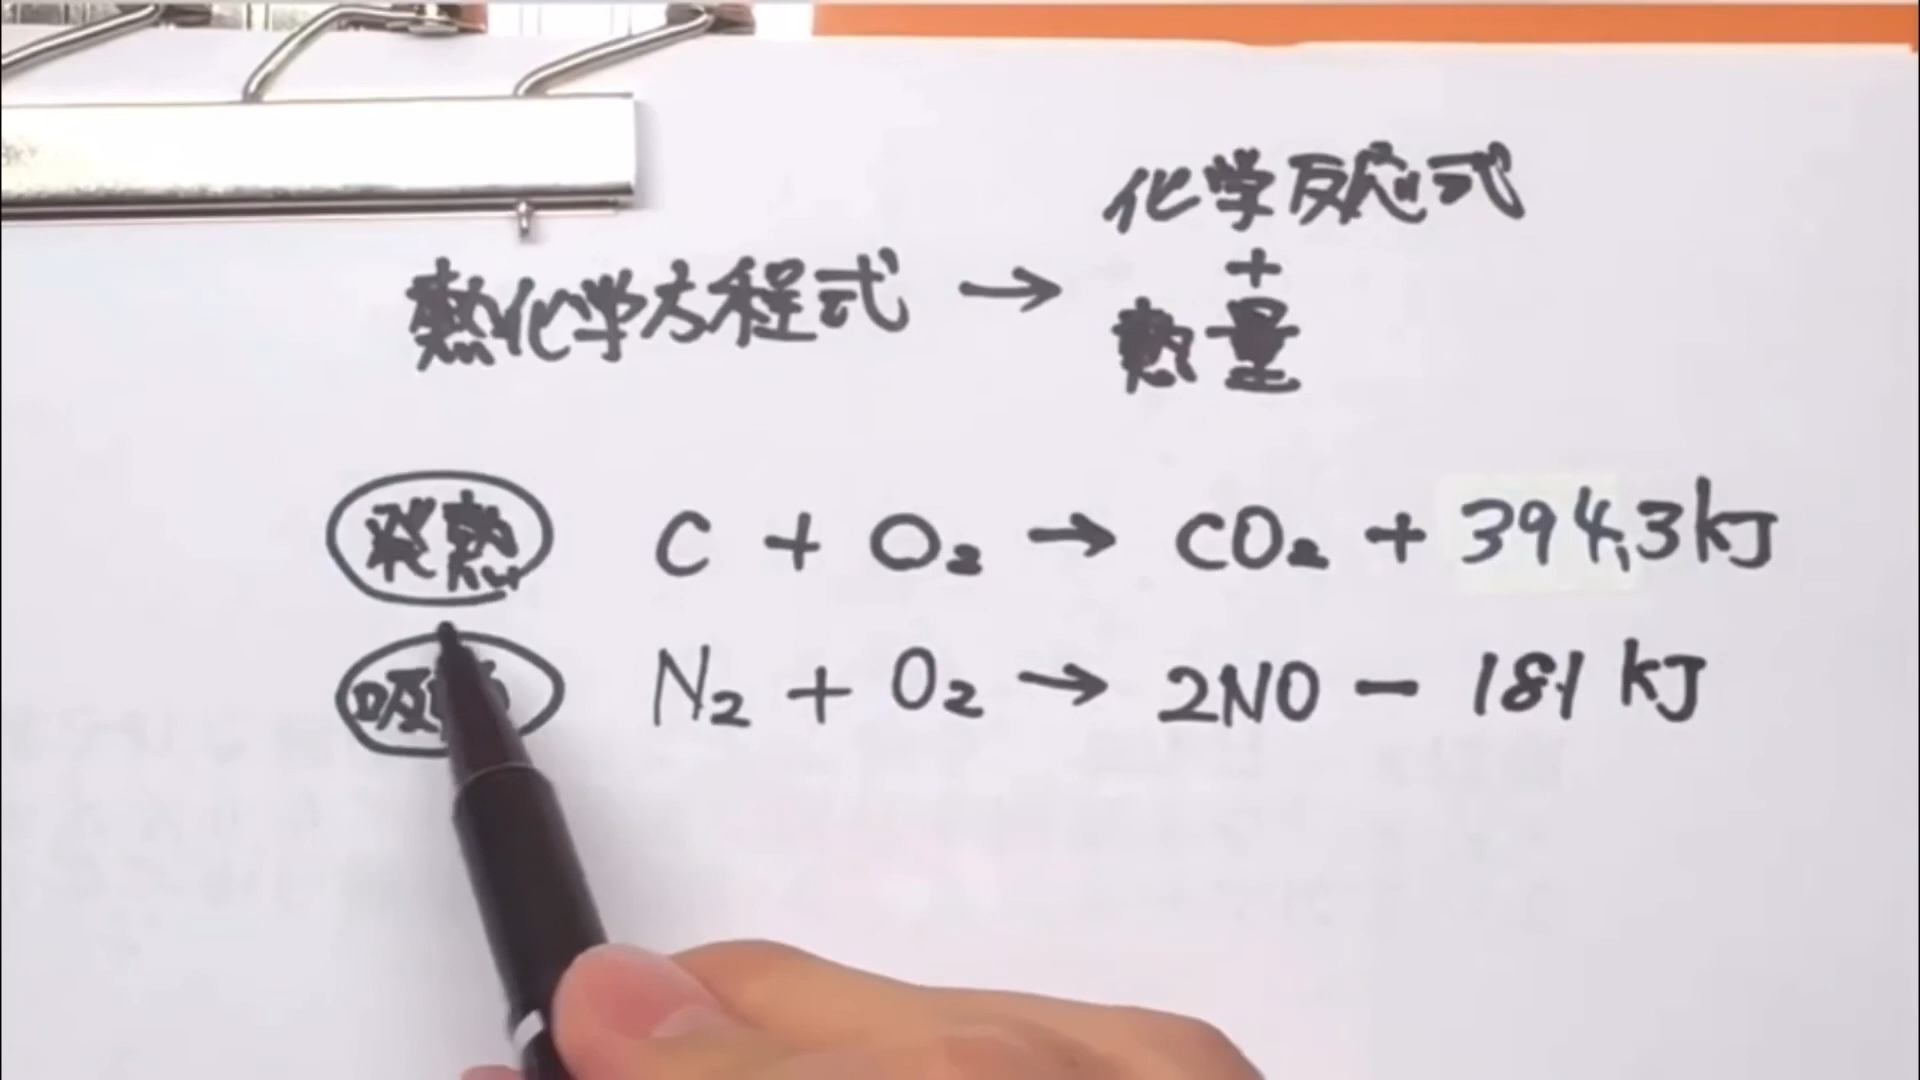 化学反応式
熱化学方程式 → +
熱量
発熱 C + O₂ → CO₂ + 394.3kJ
吸 N₂ + O₂ → 2NO - 181 kJ